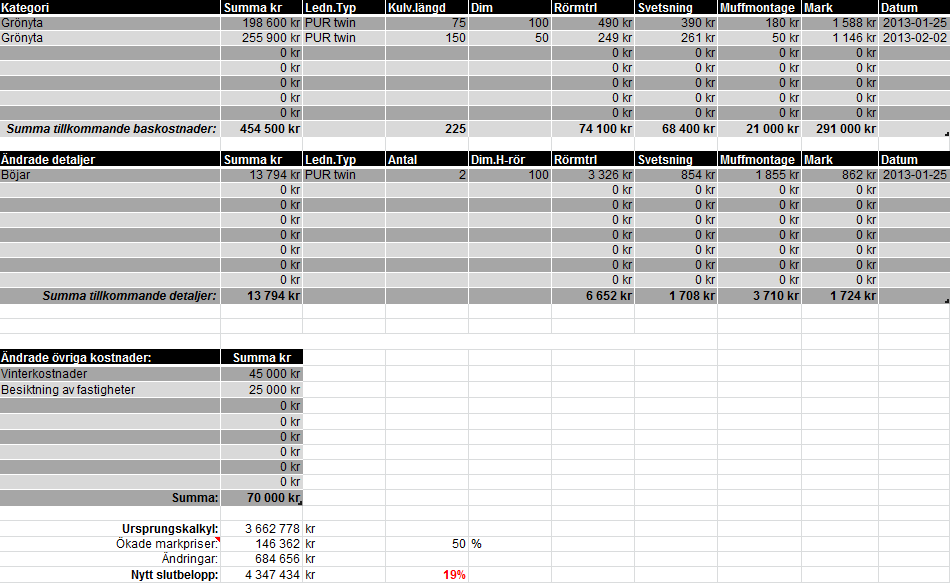 Kategori Summa kr Ledn.Typ Kulv.längd Dim Rörmtrl Svetsning Muffmontage Mark Datum
Grönyta 198 600 kr PUR twin 75 100 490 kr 390 kr 180 kr 1 588 kr 2013-01-25
Grönyta 255 900 kr PUR twin 150 50 249 kr 261 kr 50 kr 1 146 kr 2013-02-02
0 kr 0 kr 0 kr 0 kr 0 kr
0 kr 0 kr 0 kr 0 kr 0 kr
0 kr 0 kr 0 kr 0 kr 0 kr
0 kr 0 kr 0 kr 0 kr 0 kr
0 kr 0 kr 0 kr 0 kr 0 kr
Summa tillkommande baskostnader: 454 500 kr 225 74 100 kr 68 400 kr 21 000 kr 291 000 kr
Ändrade detaljer Summa kr Ledn.Typ Antal Dim.H-rör Rörmtrl Svetsning Muffmontage Mark Datum
Böjar 13 794 kr PUR twin 2 100 3 326 kr 854 kr 1 855 kr 862 kr 2013-01-25
0 kr 0 kr 0 kr 0 kr 0 kr
0 kr 0 kr 0 kr 0 kr 0 kr
0 kr 0 kr 0 kr 0 kr 0 kr
0 kr 0 kr 0 kr 0 kr 0 kr
0 kr 0 kr 0 kr 0 kr 0 kr
0 kr 0 kr 0 kr 0 kr 0 kr
0 kr 0 kr 0 kr 0 kr 0 kr
Summa tillkommande detaljer: 13 794 kr 6 652 kr 1 708 kr 3 710 kr 1 724 kr
Ändrade övriga kostnader: Summa kr
Vinterkostnader 45 000 kr
Besiktning av fastigheter 25 000 kr
0 kr
0 kr
0 kr
0 kr
0 kr
0 kr
Summa: 70 000 kr
Ursprungskalkyl: 3 662 778 kr
Ökade markpriser: 146 362 kr 50 %
Ändringar: 684 656 kr
Nytt slutbelopp: 4 347 434 kr 19%